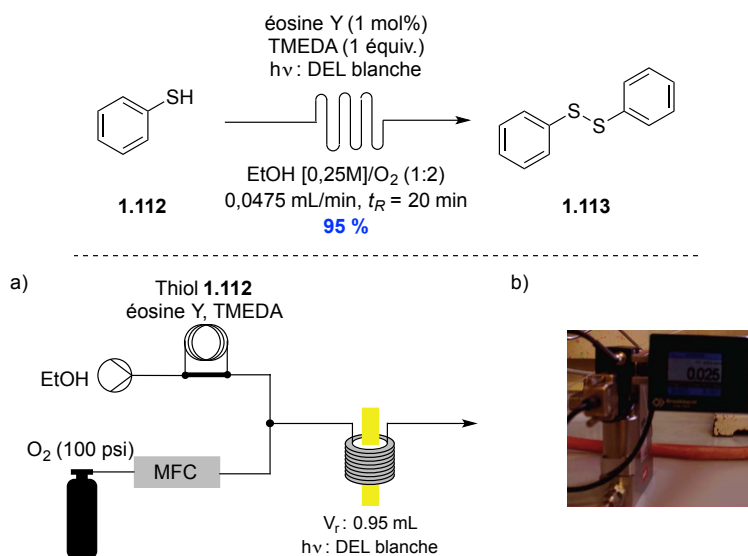 éosine Y (1 mol%)
TMEDA (1 équiv.)
hν : DEL blanche
SH
S
S
EtOH [0,25M]/O₂ (1:2)
0,0475 mL/min, t_R = 20 min
95 %
1.112
1.113
a)
b)
Thiol 1.112
éosine Y, TMEDA
EtOH
O₂ (100 psi)
MFC
V_r : 0.95 mL
hν : DEL blanche
0.025